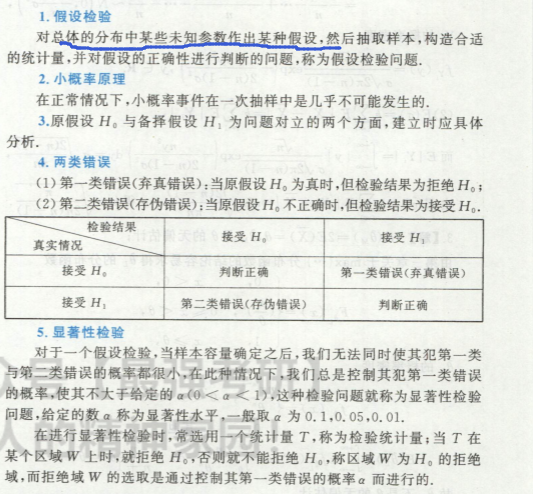 1.假设检验
对总体的分布中某些未知参数作出某种假设,然后抽取样本,构造合适
的统计量,并对假设的正确性进行判断的问题,称为假设检验问题.
2.小概率原理
在正常情况下,小概率事件在一次抽样中是几乎不可能发生的.
3.原假设 H₀ 与备择假设 H₁ 为问题对立的两个方面,建立时应具体
分析.
4.两类错误
(1)第一类错误(弃真错误),当原假设 H₀ 为真时,但检验结果为拒绝 H₀;
(2)第二类错误(存伪错误),当原假设 H₀ 不正确时,但检验结果为接受 H₀.
检验结果
真实情况
接受 H₀ 接受 H₁
接受 H₀ 判断正确 第一类错误(弃真错误)
接受 H₁ 第二类错误(存伪错误) 判断正确
5.显著性检验
对于一个假设检验,当样本容量确定之后,我们无法同时使其犯第一类
与第二类错误的概率都很小,在此种情况下,我们总是控制其犯第一类错误
的概率,使其不大于给定的 α(0<α<1),这种检验问题就称为显著性检验
问题,给定的数 α 称为显著性水平,一般取 α 为 0.1,0.05,0.01.
在进行显著性检验时,常选用一个统计量 T,称为检验统计量;当 T 在
某个区域 W 上时,就拒绝 H₀,否则就不能拒绝 H₀,称区域 W 为 H₀ 的拒绝
域,而拒绝域 W 的选取是通过控制其第一类错误的概率 α 而进行的.